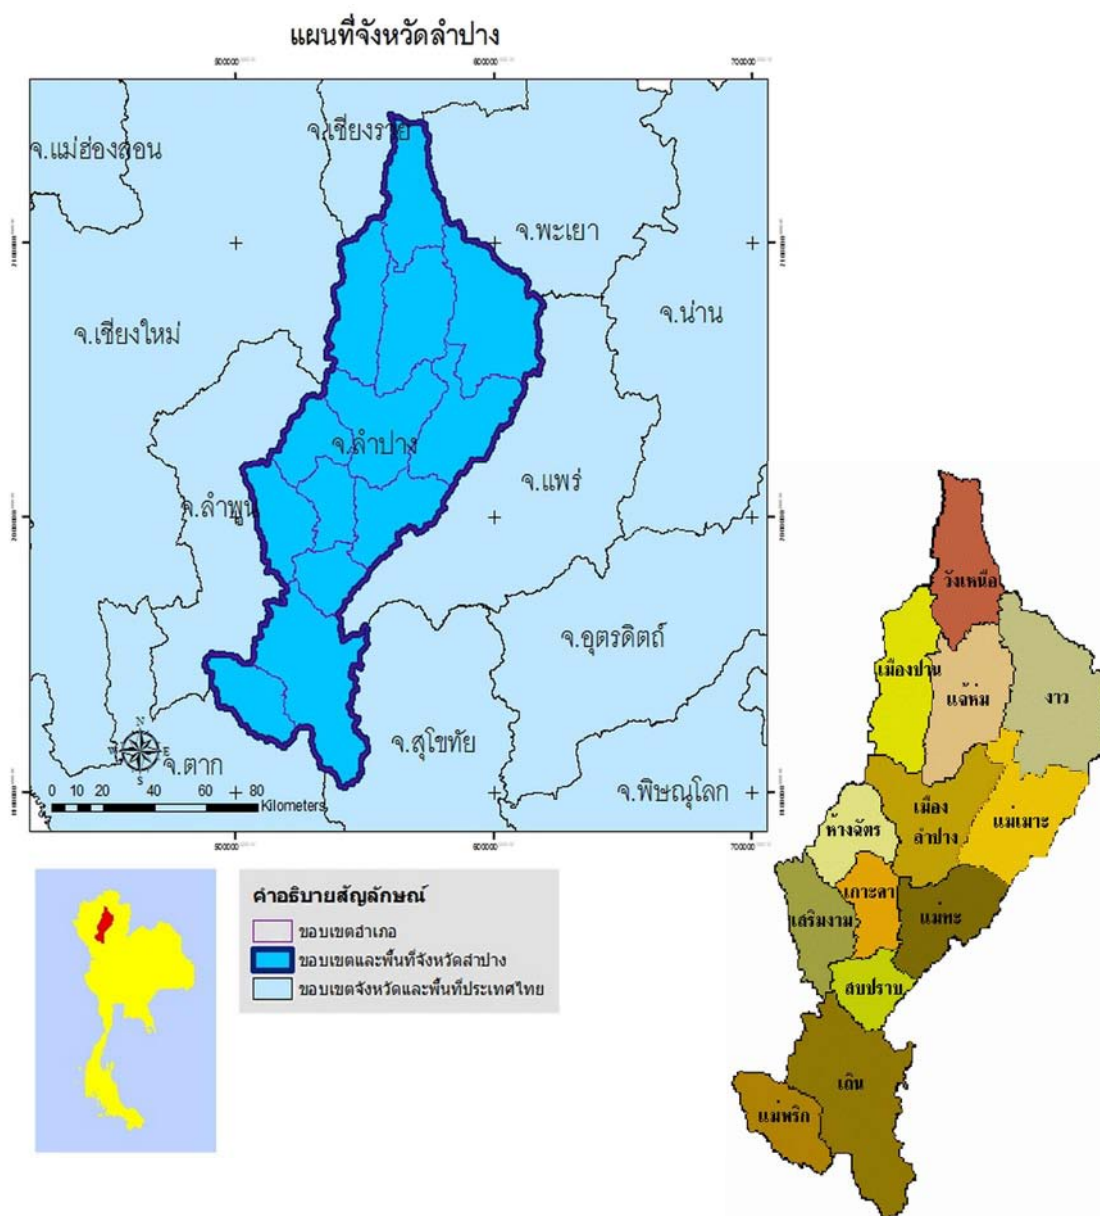 แผนที่จังหวัดลำปาง
500000
600000
700000
จ.เชียงราย
จ.แม่ฮ่องสอน
จ.พะเยา
จ.น่าน
จ.เชียงใหม่
จ.ลำปาง
จ.แพร่
จ.ลำพูน
จ.อุตรดิตถ์
จ.สุโขทัย
จ.ตาก
จ.พิษณุโลก
N
E
S
0 10 20 40 60 80
Kilometers
500000
600000
700000
คำอธิบายสัญลักษณ์
ขอบเขตอำเภอ
ขอบเขตและพื้นที่จังหวัดลำปาง
ขอบเขตจังหวัดและพื้นที่ประเทศไทย
วังเหนือ
เมืองปาน
แจ้ห่ม
งาว
เมือง
ลำปาง
แม่เมาะ
ห้างฉัตร
เกาะคา
เสริมงาม
แม่ทะ
สบปราบ
เถิน
แม่พริก